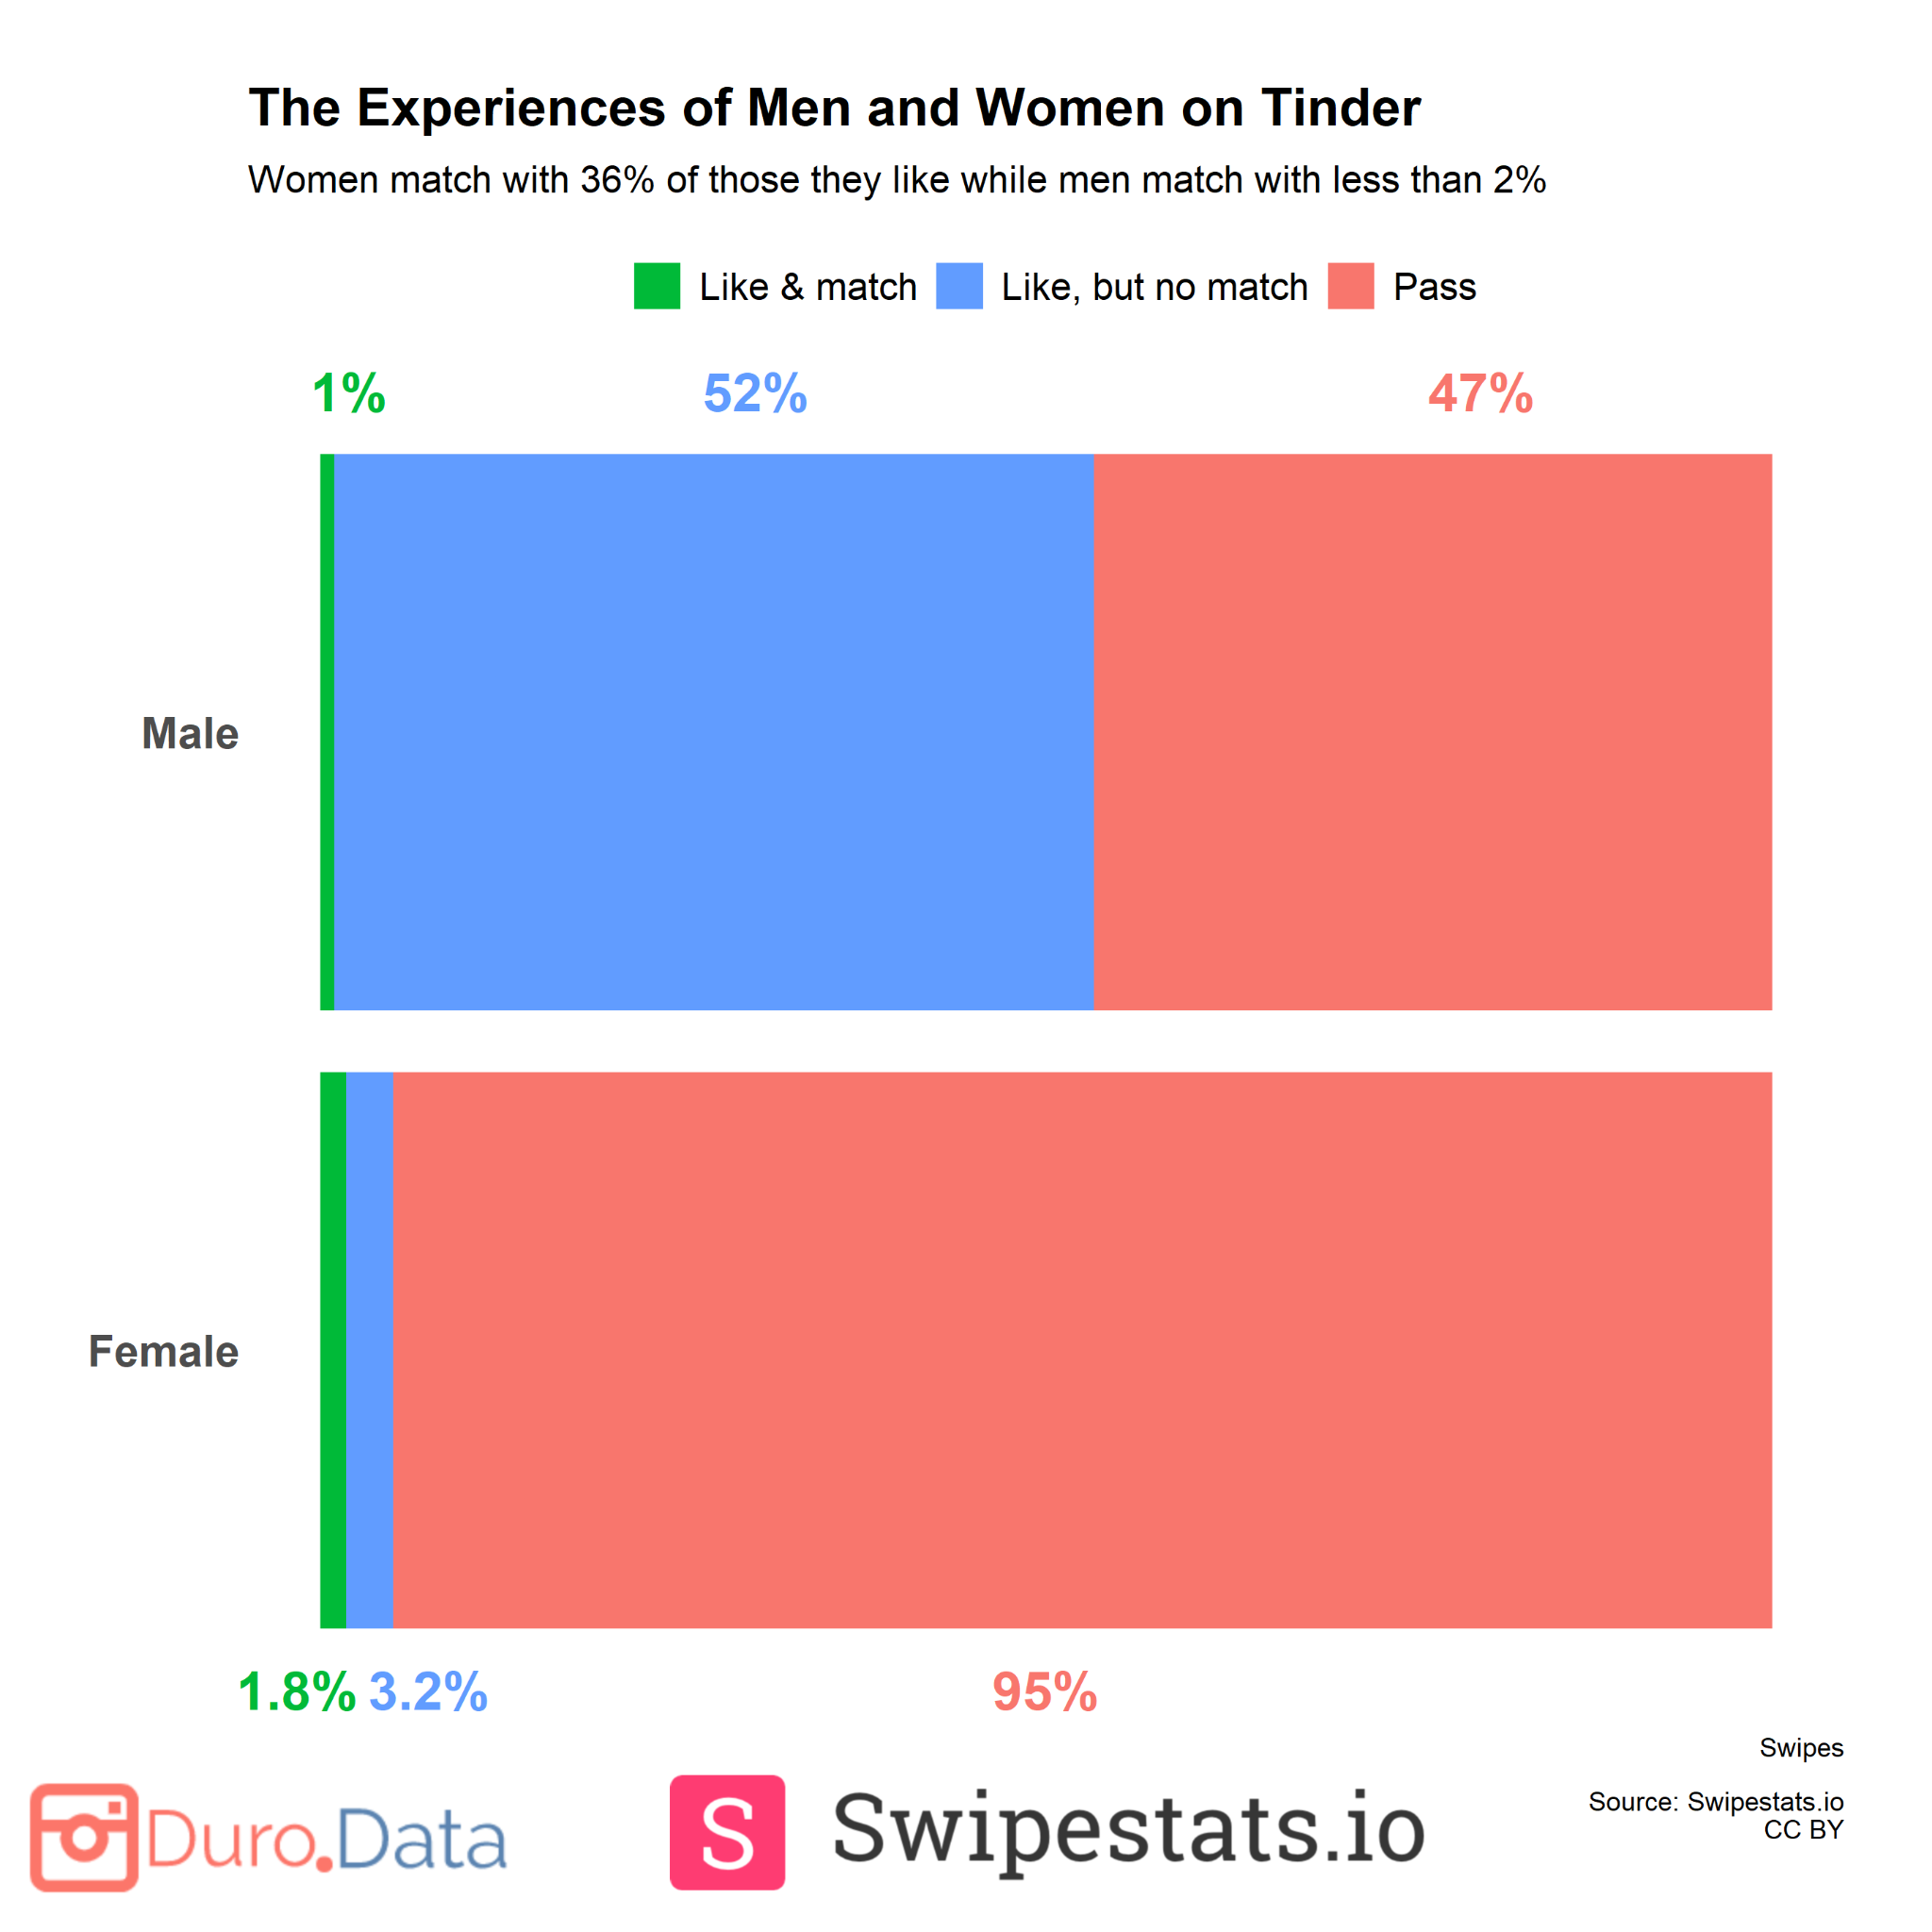 The Experiences of Men and Women on Tinder
Women match with 36% of those they like while men match with less than 2%
Like & match Like, but no match Pass
1% 52% 47%
Male
Female
1.8% 3.2% 95%
Swipes
Source: Swipestats.io
CC BY
Duro.Data
S Swipestats.io